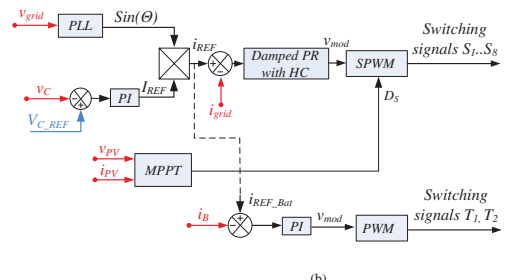 v_grid
PLL
Sin(Θ)
i_REF
v_C
PI
I_REF
V_C_REF
Damped PR
with HC
v_mod
SPWM
Switching
signals S_1..S_8
i_grid
D_S
v_PV
i_PV
MPPT
i_REF_Bat
i_B
PI
v_mod
PWM
Switching
signals T_1, T_2
(b)